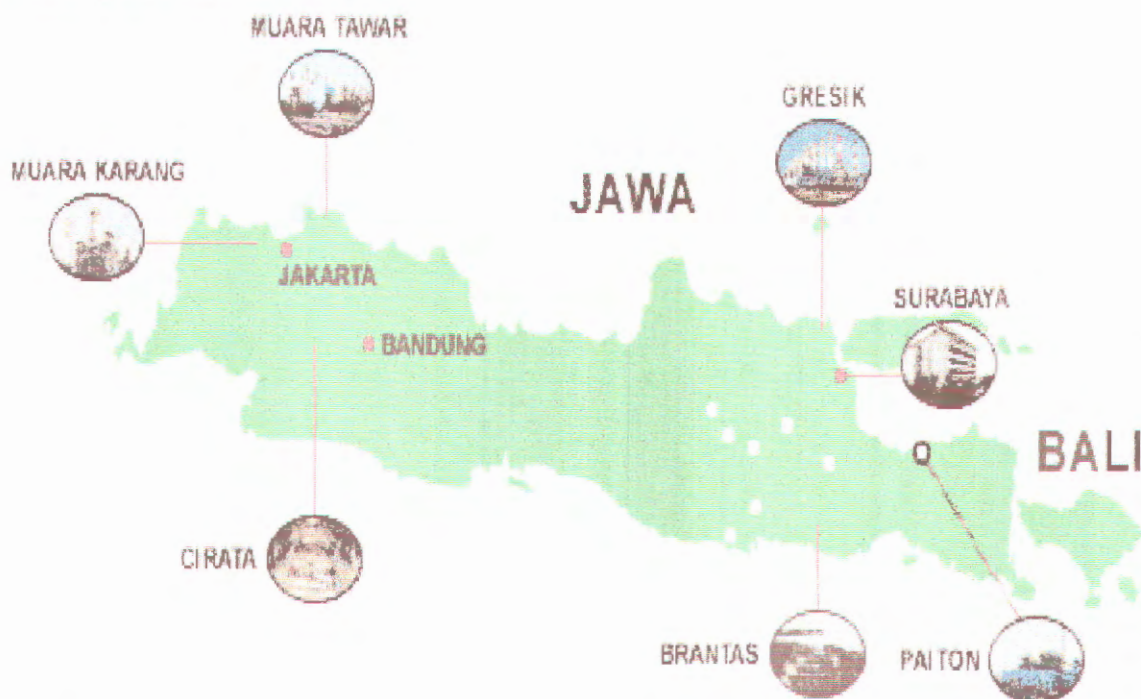 MUARA TAWAR
GRESIK
MUARA KARANG
JAWA
JAKARTA
SURABAYA
BANDUNG
BALI
CIRATA
BRANTAS
PAITON